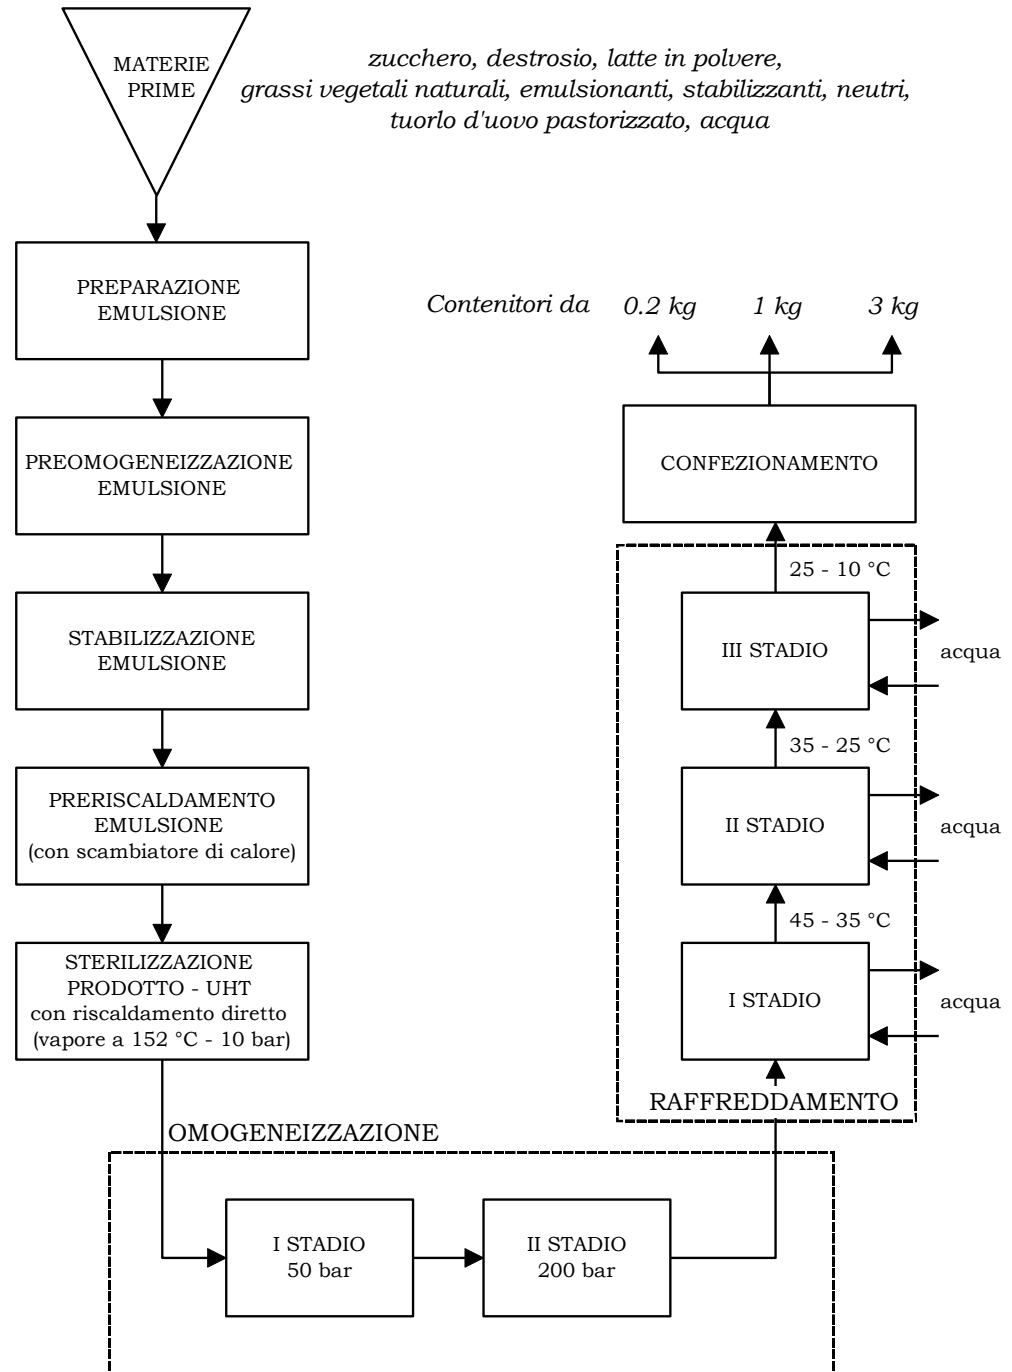 MATERIE
PRIME
zucchero, destrosio, latte in polvere,
grassi vegetali naturali, emulsionanti, stabilizzanti, neutri,
tuorlo d'uovo pastorizzato, acqua
PREPARAZIONE
EMULSIONE
PREOMOGENEIZZAZIONE
EMULSIONE
STABILIZZAZIONE
EMULSIONE
PRERISCALDAMENTO
EMULSIONE
(con scambiatore di calore)
STERILIZZAZIONE
PRODOTTO - UHT
con riscaldamento diretto
(vapore a 152 °C - 10 bar)
OMOGENEIZZAZIONE
I STADIO
50 bar
II STADIO
200 bar
RAFFREDDAMENTO
I STADIO
acqua
45 - 35 °C
II STADIO
acqua
35 - 25 °C
III STADIO
acqua
25 - 10 °C
CONFEZIONAMENTO
Contenitori da 0.2 kg 1 kg 3 kg